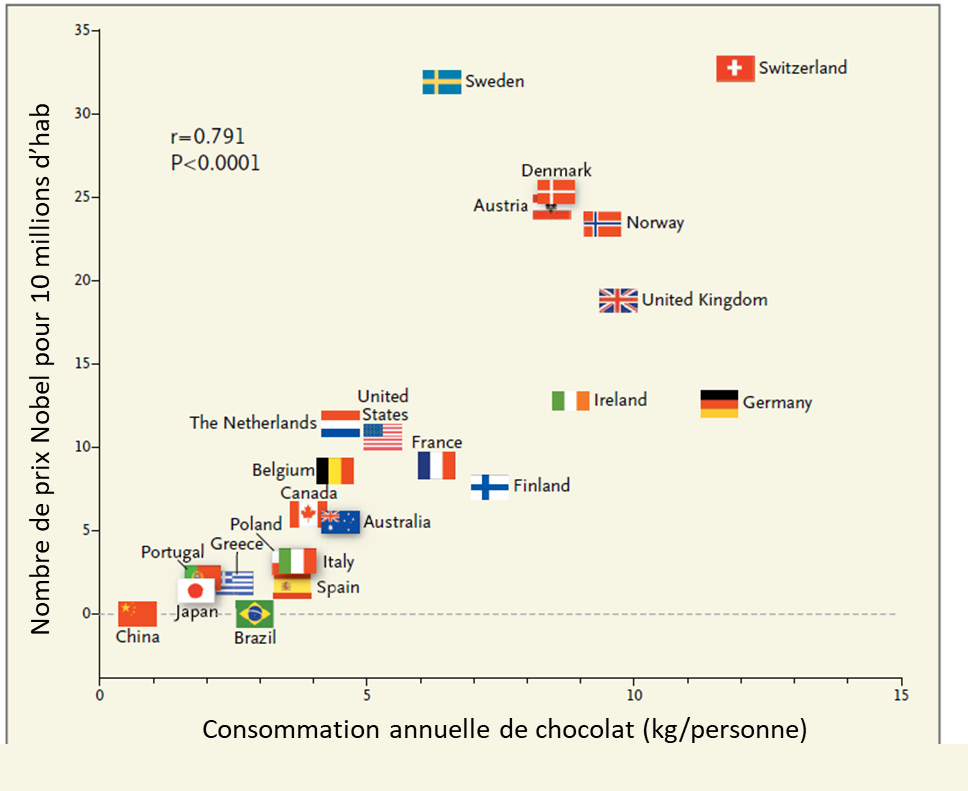 35
Switzerland
Sweden
30
r=0.791
P<0.0001
Denmark
25
Austria
Norway
20
United Kingdom
15
United
States
Ireland
Germany
The Netherlands
10
France
Belgium
Finland
Canada
5
Poland
Australia
Greece
Portugal
Italy
Spain
Japan
0
China
Brazil
0
5
10
15
Nombre de prix Nobel pour 10 millions d’hab
Consommation annuelle de chocolat (kg/personne)